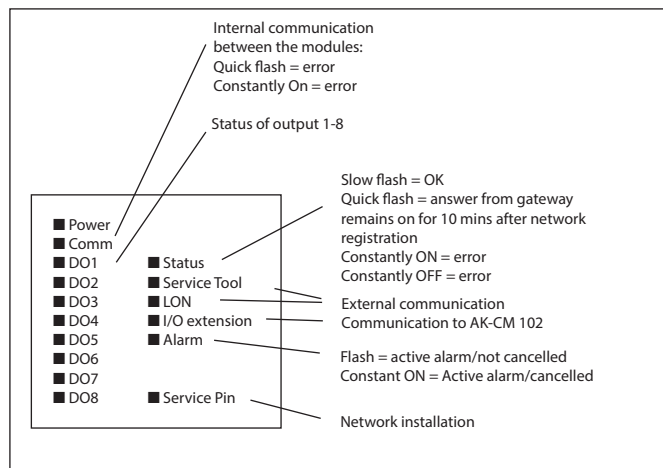 Internal communication
between the modules:
Quick flash = error
Constantly On = error
Status of output 1-8
Slow flash = OK
Quick flash = answer from gateway
remains on for 10 mins after network
registration
Constantly ON = error
Constantly OFF = error
Power
Comm
DO1
DO2
DO3
DO4
DO5
DO6
DO7
DO8
Status
Service Tool
LON
I/O extension
Alarm
Service Pin
External communication
Communication to AK-CM 102
Flash = active alarm/not cancelled
Constant ON = Active alarm/cancelled
Network installation